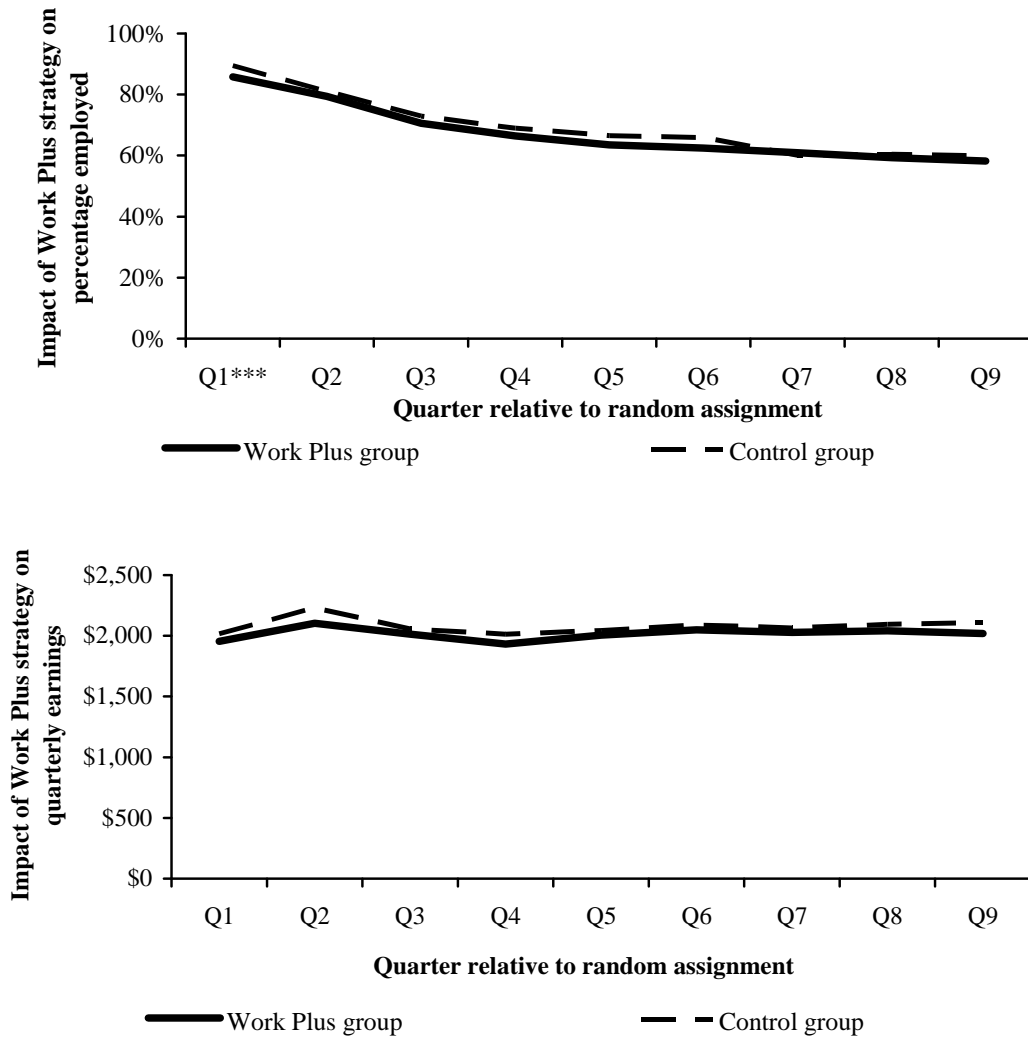 Impact of Work Plus strategy on
percentage employed
100%
80%
60%
40%
20%
0%
Q1*** Q2 Q3 Q4 Q5 Q6 Q7 Q8 Q9
Quarter relative to random assignment
Work Plus group Control group
Impact of Work Plus strategy on
quarterly earnings
$2,500
$2,000
$1,500
$1,000
$500
$0
Q1 Q2 Q3 Q4 Q5 Q6 Q7 Q8 Q9
Quarter relative to random assignment
Work Plus group Control group